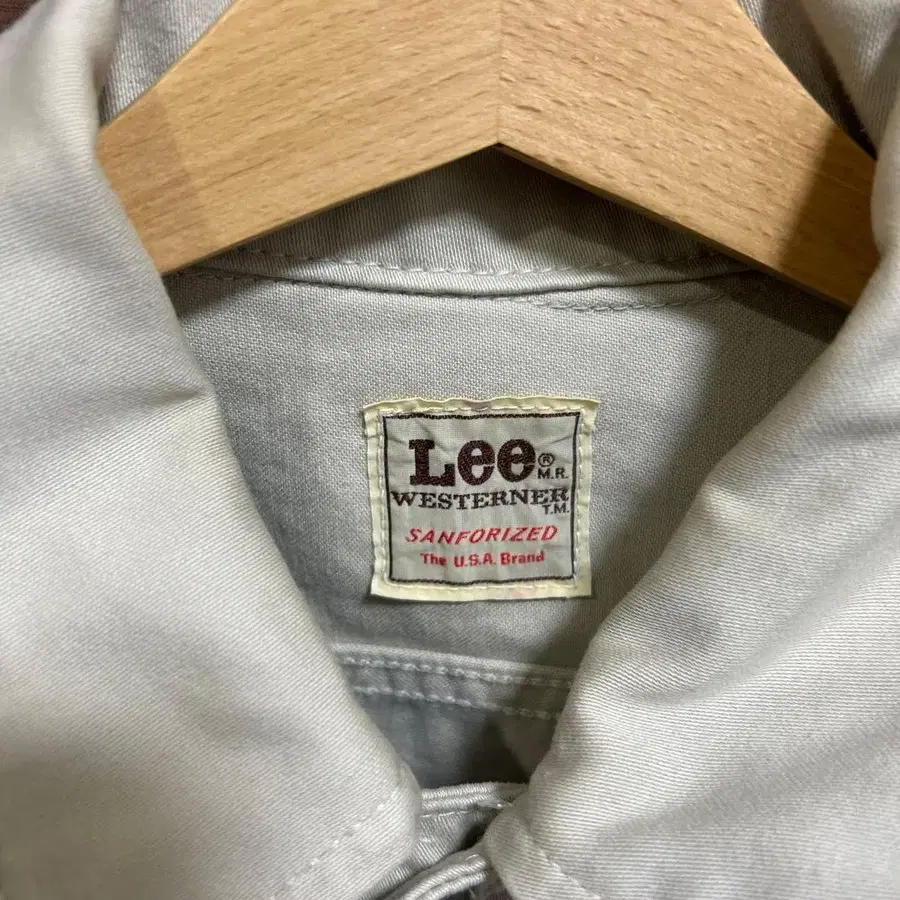 Lee®
M.R.
WESTERNER
T.M.
SANFORIZED
The U.S.A. Brand